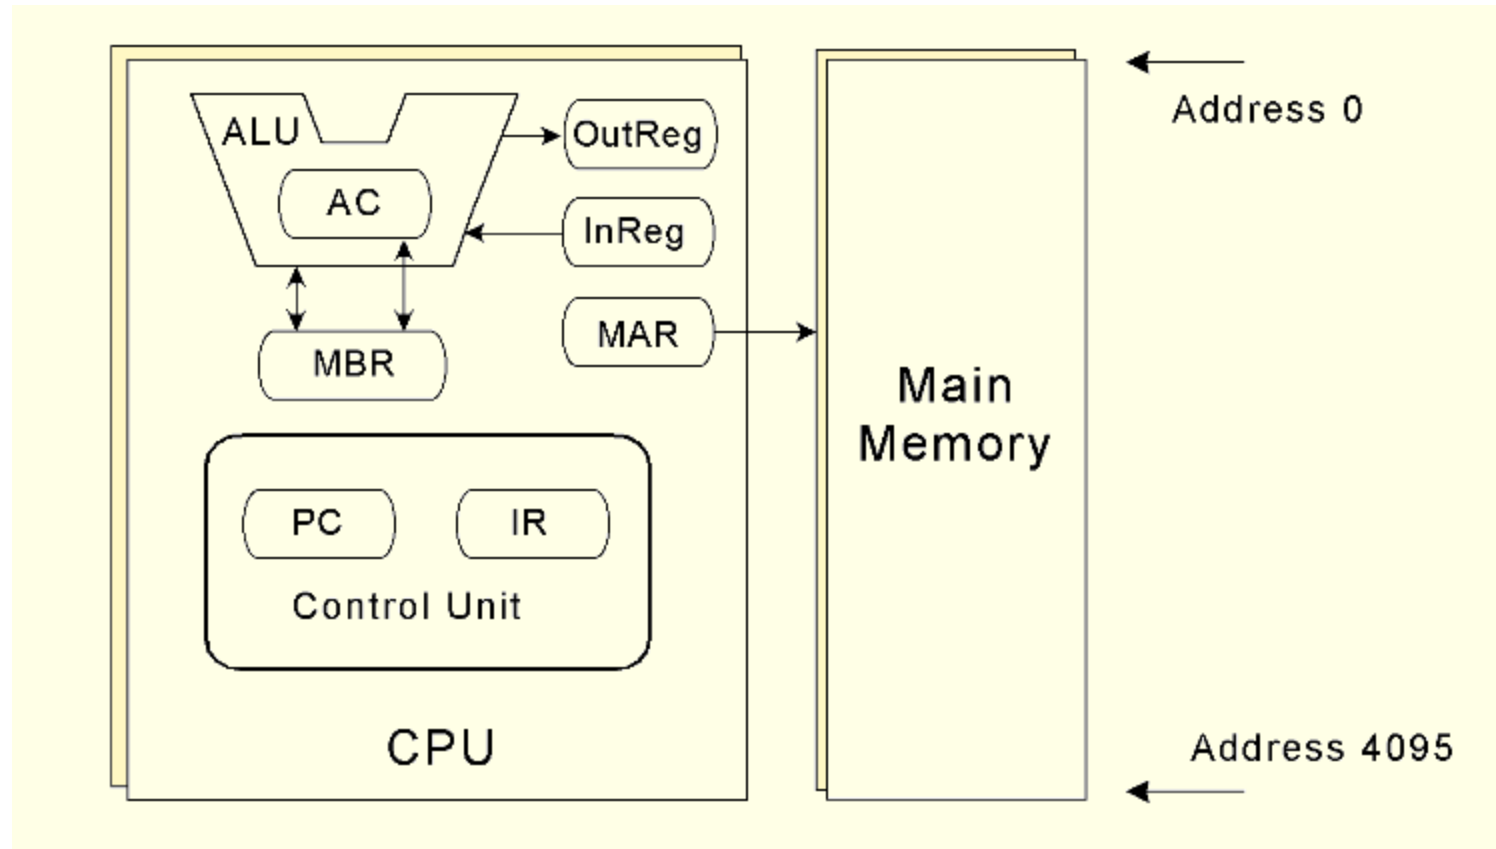 ALU
OutReg
AC
InReg
MBR
MAR
PC
IR
Control Unit
CPU
Main
Memory
Address 0
Address 4095